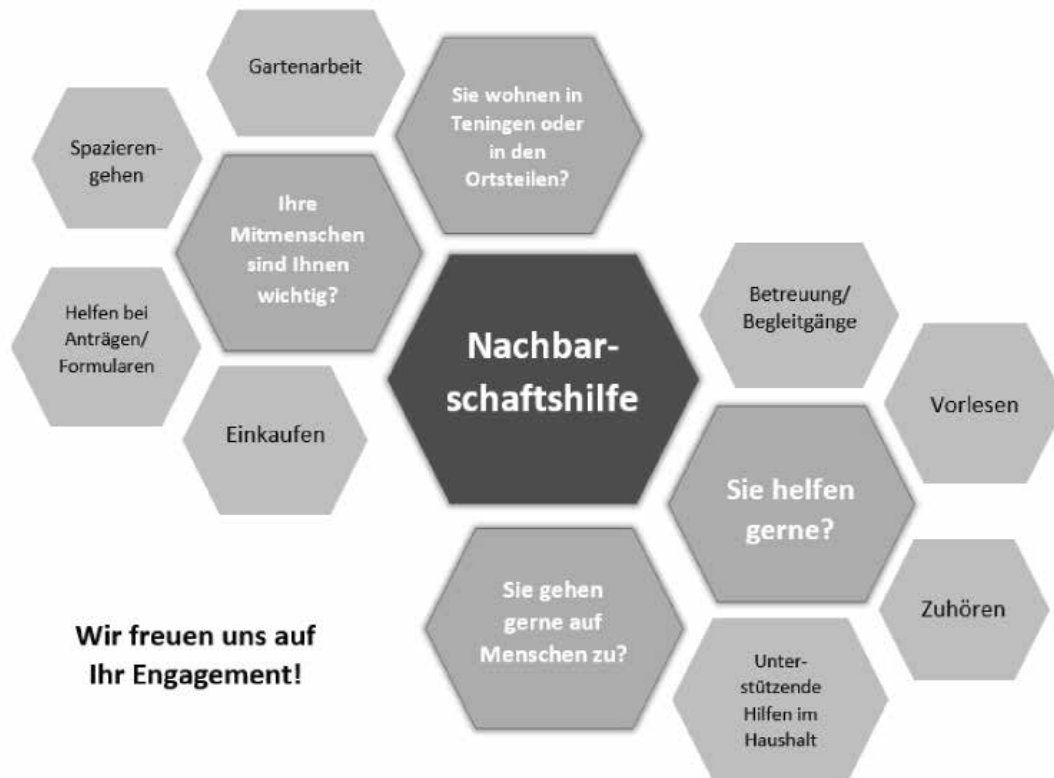 Gartenarbeit
Sie wohnen in
Teningen oder
in den
Ortsteilen?
Spazieren-
gehen
Ihre
Mitmenschen
sind Ihnen
wichtig?
Helfen bei
Anträgen/
Formularen
Einkaufen
Nachbar-
schaftshilfe
Betreuung/
Begleitgänge
Vorlesen
Sie helfen
gerne?
Sie gehen
gerne auf
Menschen zu?
Zuhören
Unter-
stützende
Hilfen im
Haushalt
Wir freuen uns auf
Ihr Engagement!